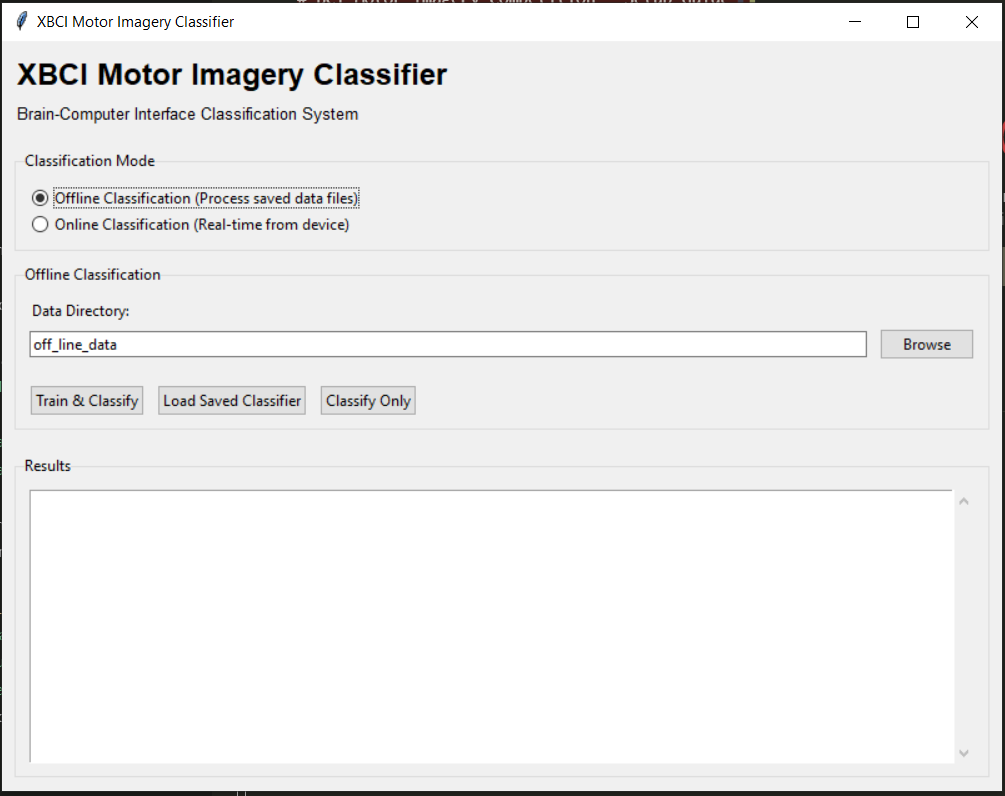 XBCI Motor Imagery Classifier
XBCI Motor Imagery Classifier
Brain-Computer Interface Classification System
Classification Mode
Offline Classification (Process saved data files)
Online Classification (Real-time from device)
Offline Classification
Data Directory:
off_line_data
Browse
Train & Classify Load Saved Classifier Classify Only
Results